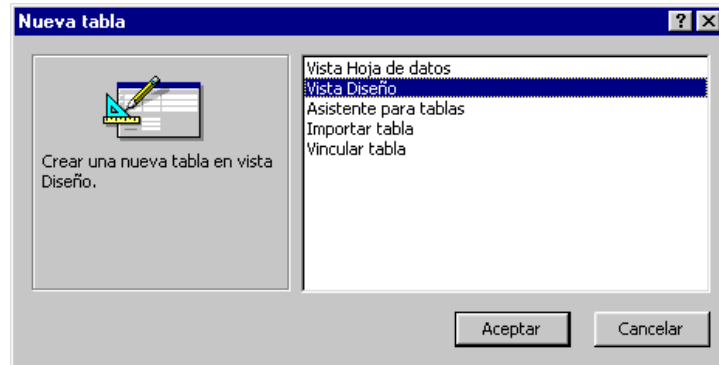 Nueva tabla
Crear una nueva tabla en vista
Diseño.
Vista Hoja de datos
Vista Diseño
Asistente para tablas
Importar tabla
Vincular tabla
Aceptar
Cancelar